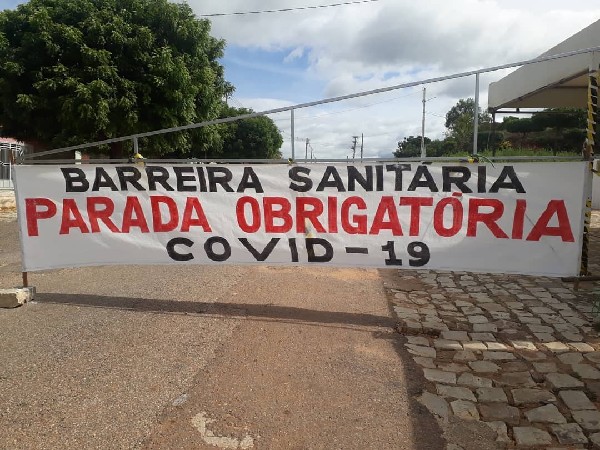 BARREIRA SANITÁRIA
PARADA OBRIGATÓRIA
COVID-19